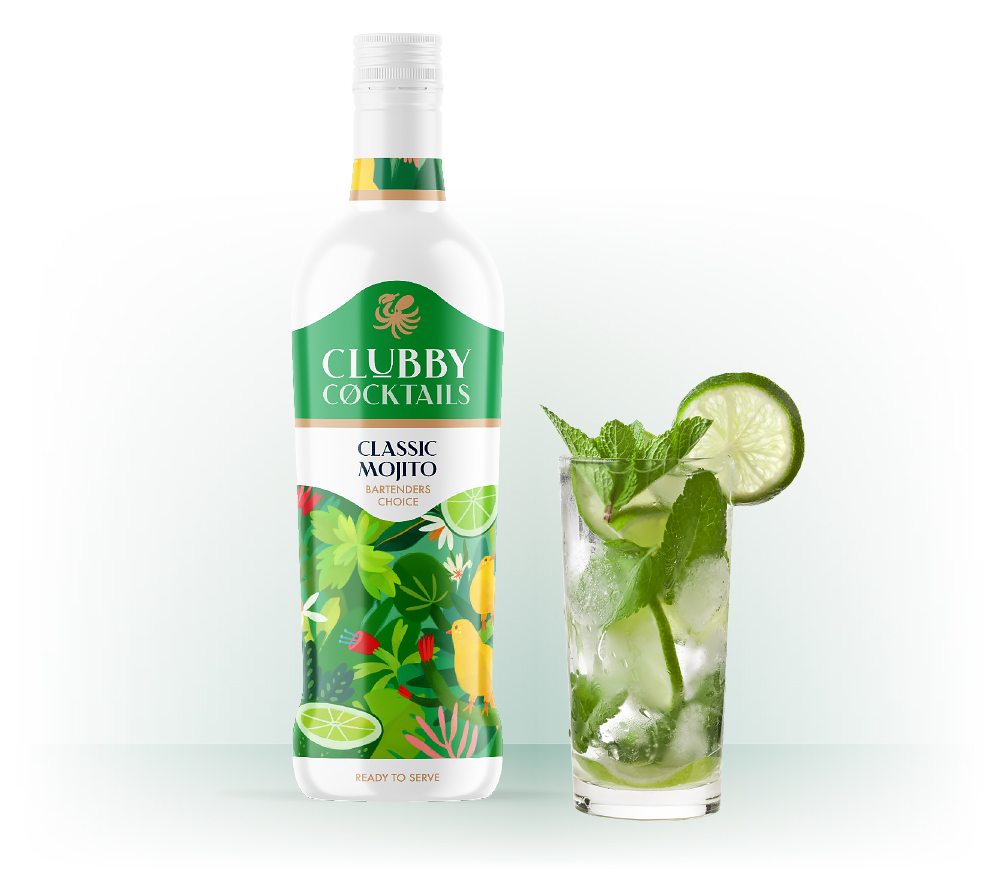 CLUBBY
CØCKTAILS
CLASSIC
MOJITO
BARTENDERS
CHOICE
READY TO SERVE